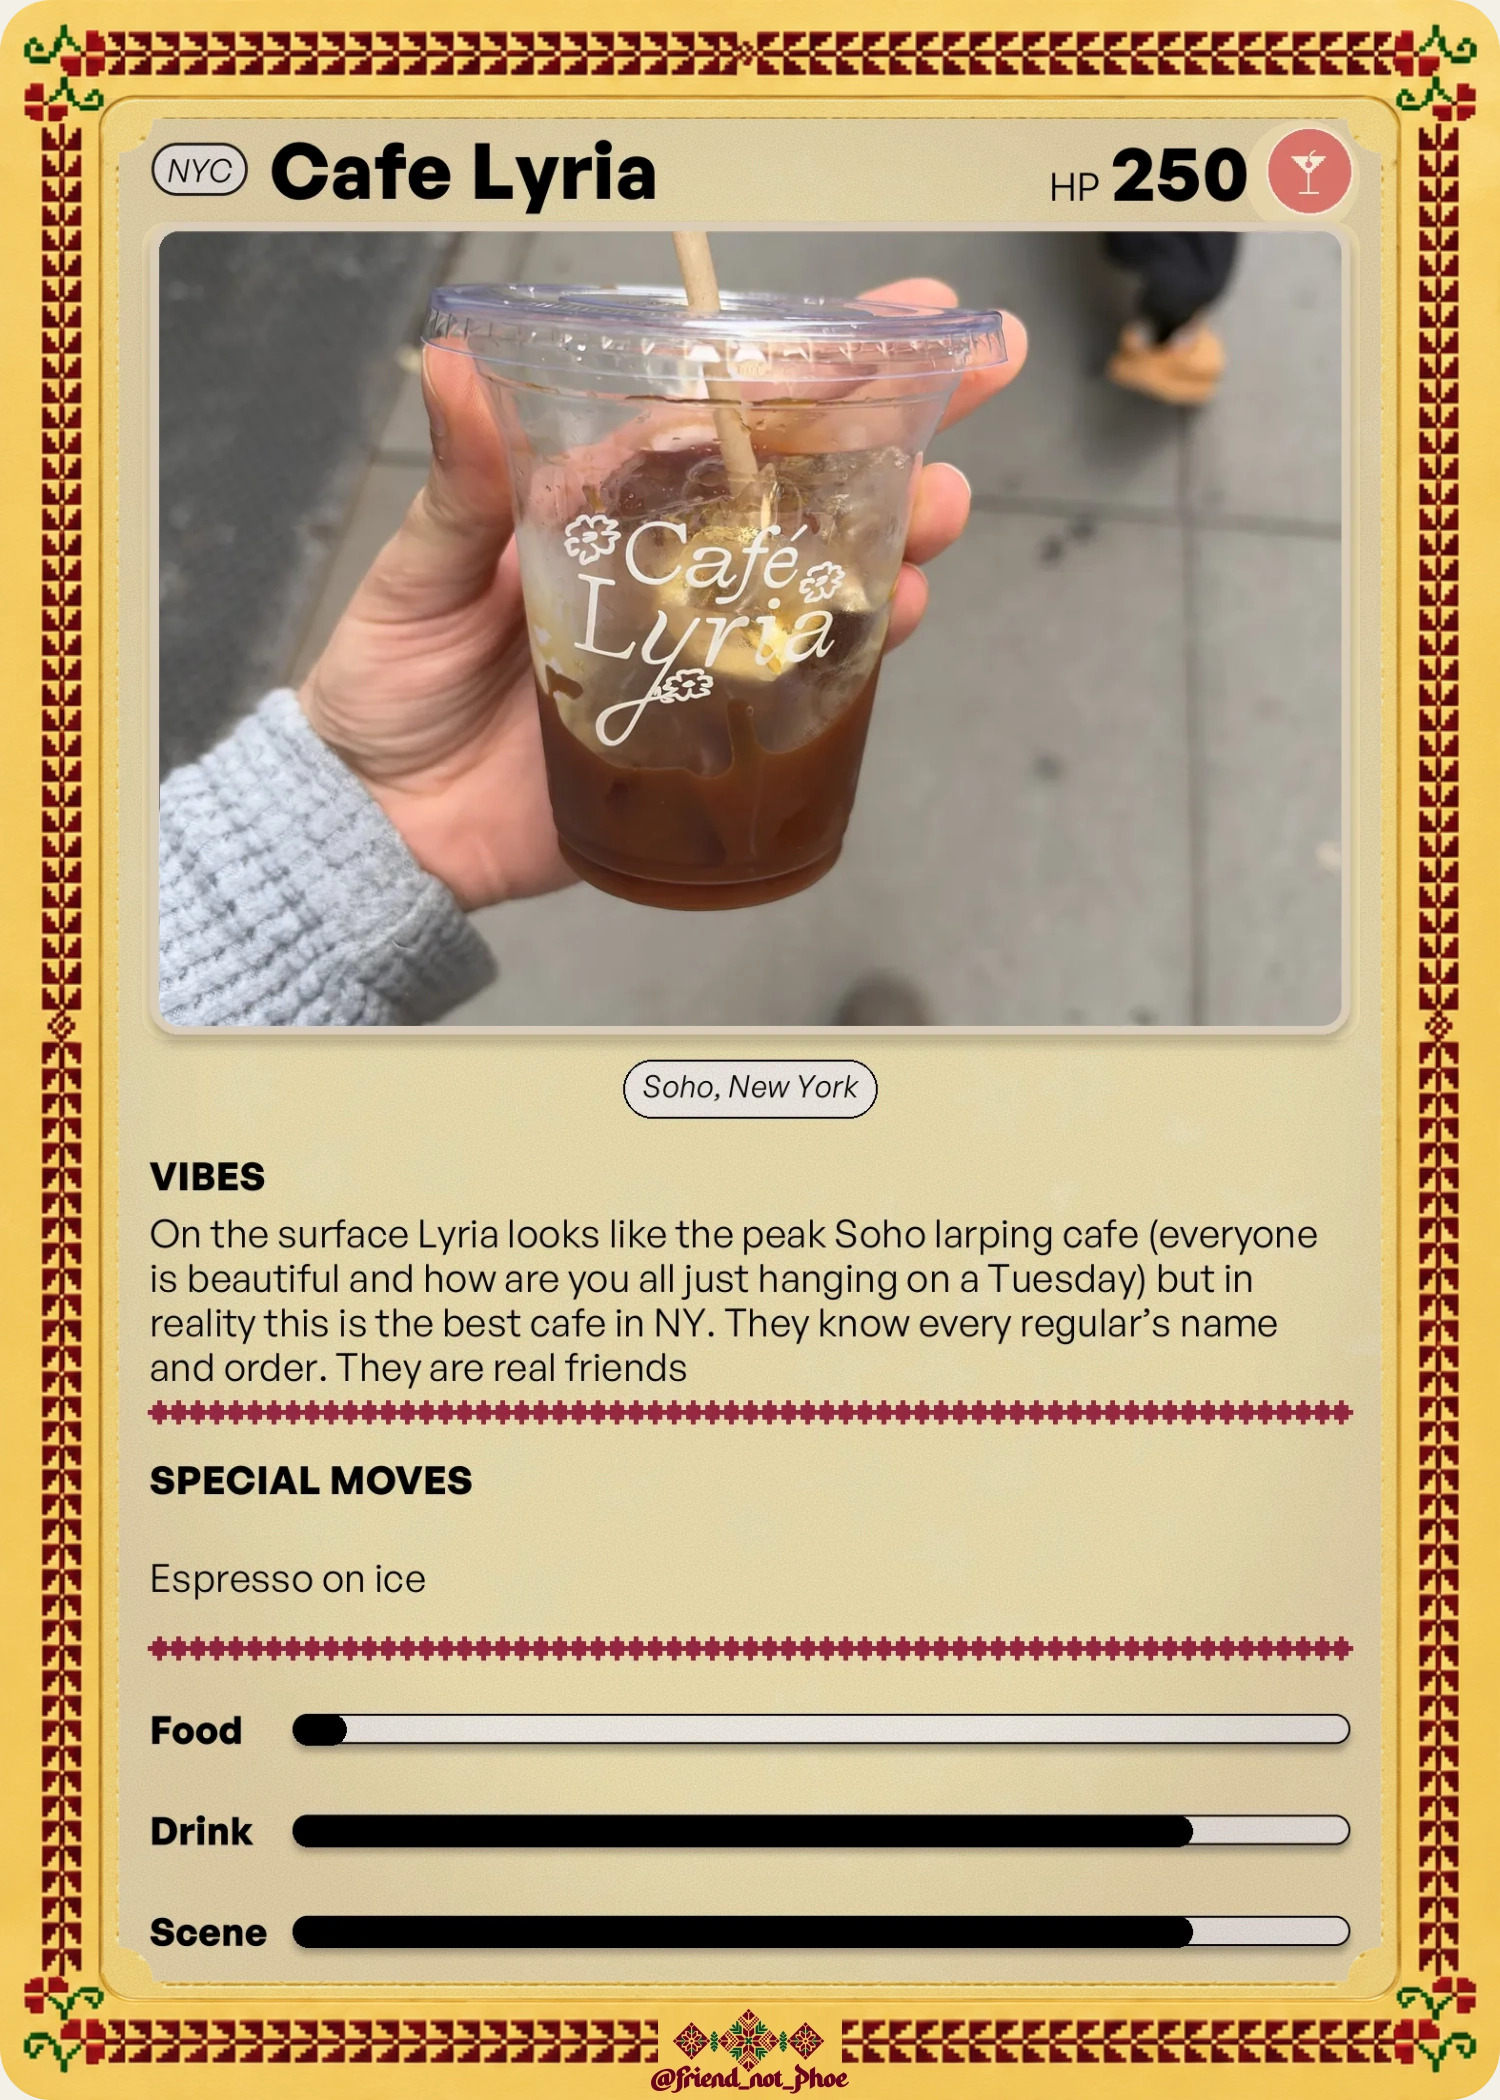 NYC Cafe Lyria HP 250
Café
Lyria
Soho, New York
VIBES
On the surface Lyria looks like the peak Soho larping cafe (everyone
is beautiful and how are you all just hanging on a Tuesday) but in
reality this is the best cafe in NY. They know every regular’s name
and order. They are real friends
SPECIAL MOVES
Espresso on ice
Food
Drink
Scene
@friend_not_phoe